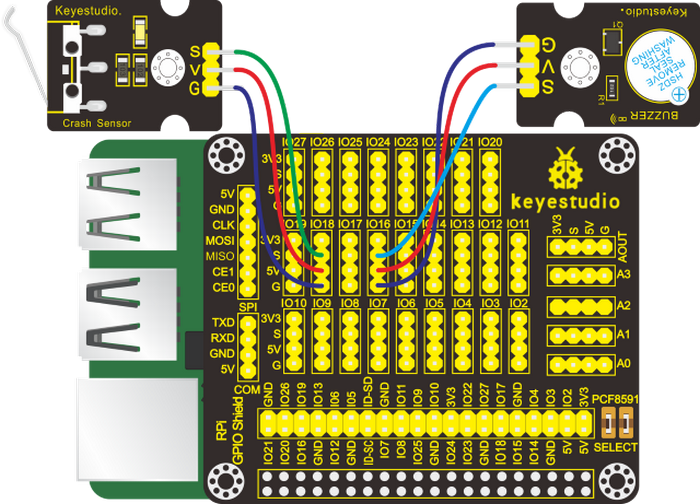 Keyestudio.
S
V
G
Crash Sensor
Keyestudio.
G
V
S
Q1
R1
HSDZ
REMOVE
SEAL
AFTER
WASHING
BUZZER
IO27 IO26 IO25 IO24 IO23 IO22 IO21 IO20
3V3
S
5V
G
keyestudio
5V
GND
CLK
MOSI
MISO
CE1
CE0
SPI
IO19 IO18 IO17 IO16 IO15 IO14 IO13 IO12 IO11
3V3
5V
G
3V3 S 5V G
AOUT
A3
A2
A1
A0
IO10 IO9 IO8 IO7 IO6 IO5 IO4 IO3 IO2
3V3
S
5V
G
TXD
RXD
GND
5V
COM
RPi
GPIO Shield
GND IO26 IO19 IO13 IO6 IO5 ID-SD GND IO11 IO9 IO10 3V3 IO22 IO27 IO17 GND IO4 IO3 IO2 3V3
IO21 IO20 IO16 GND IO12 GND ID-SC IO7 IO8 IO25 GND IO24 IO23 GND IO18 IO15 IO14 GND 5V 5V
PCF8591
SELECT